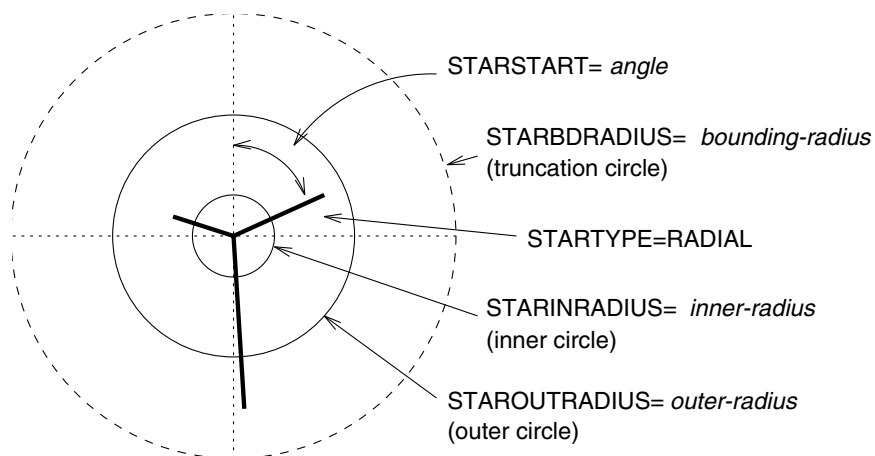 STARSTART= angle
STARBDRADIUS= bounding-radius
(truncation circle)
STARTYPE=RADIAL
STARINRADIUS= inner-radius
(inner circle)
STAROUTRADIUS= outer-radius
(outer circle)